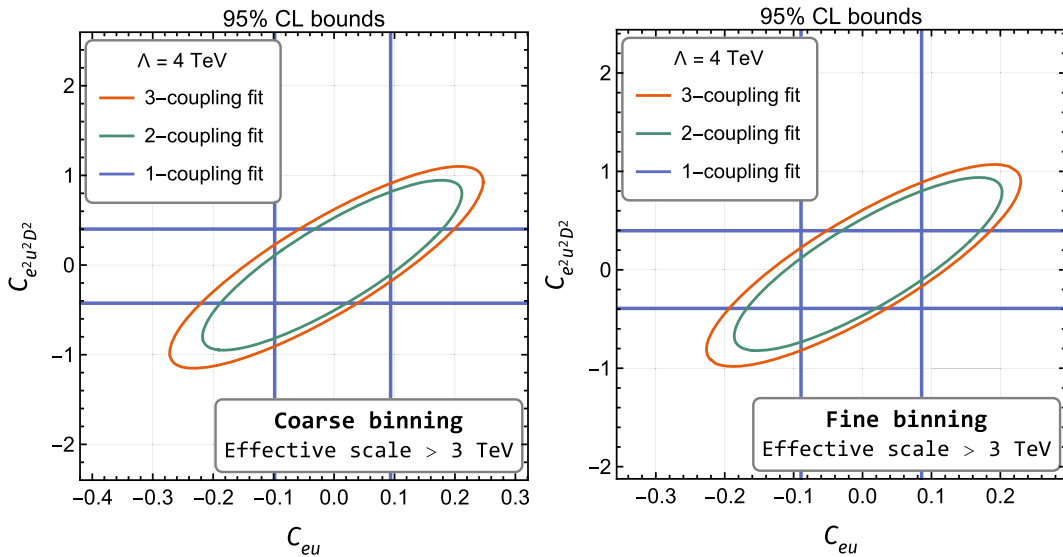 95% CL bounds
Λ = 4 TeV
3−coupling fit
2−coupling fit
1−coupling fit
2
1
0
−1
−2
C_{e²u²D²}
Coarse binning
Effective scale > 3 TeV
−0.4 −0.3 −0.2 −0.1 0.0 0.1 0.2 0.3
C_{eu}
95% CL bounds
Λ = 4 TeV
3−coupling fit
2−coupling fit
1−coupling fit
2
1
0
−1
−2
C_{e²u²D²}
Fine binning
Effective scale > 3 TeV
−0.3 −0.2 −0.1 0.0 0.1 0.2
C_{eu}